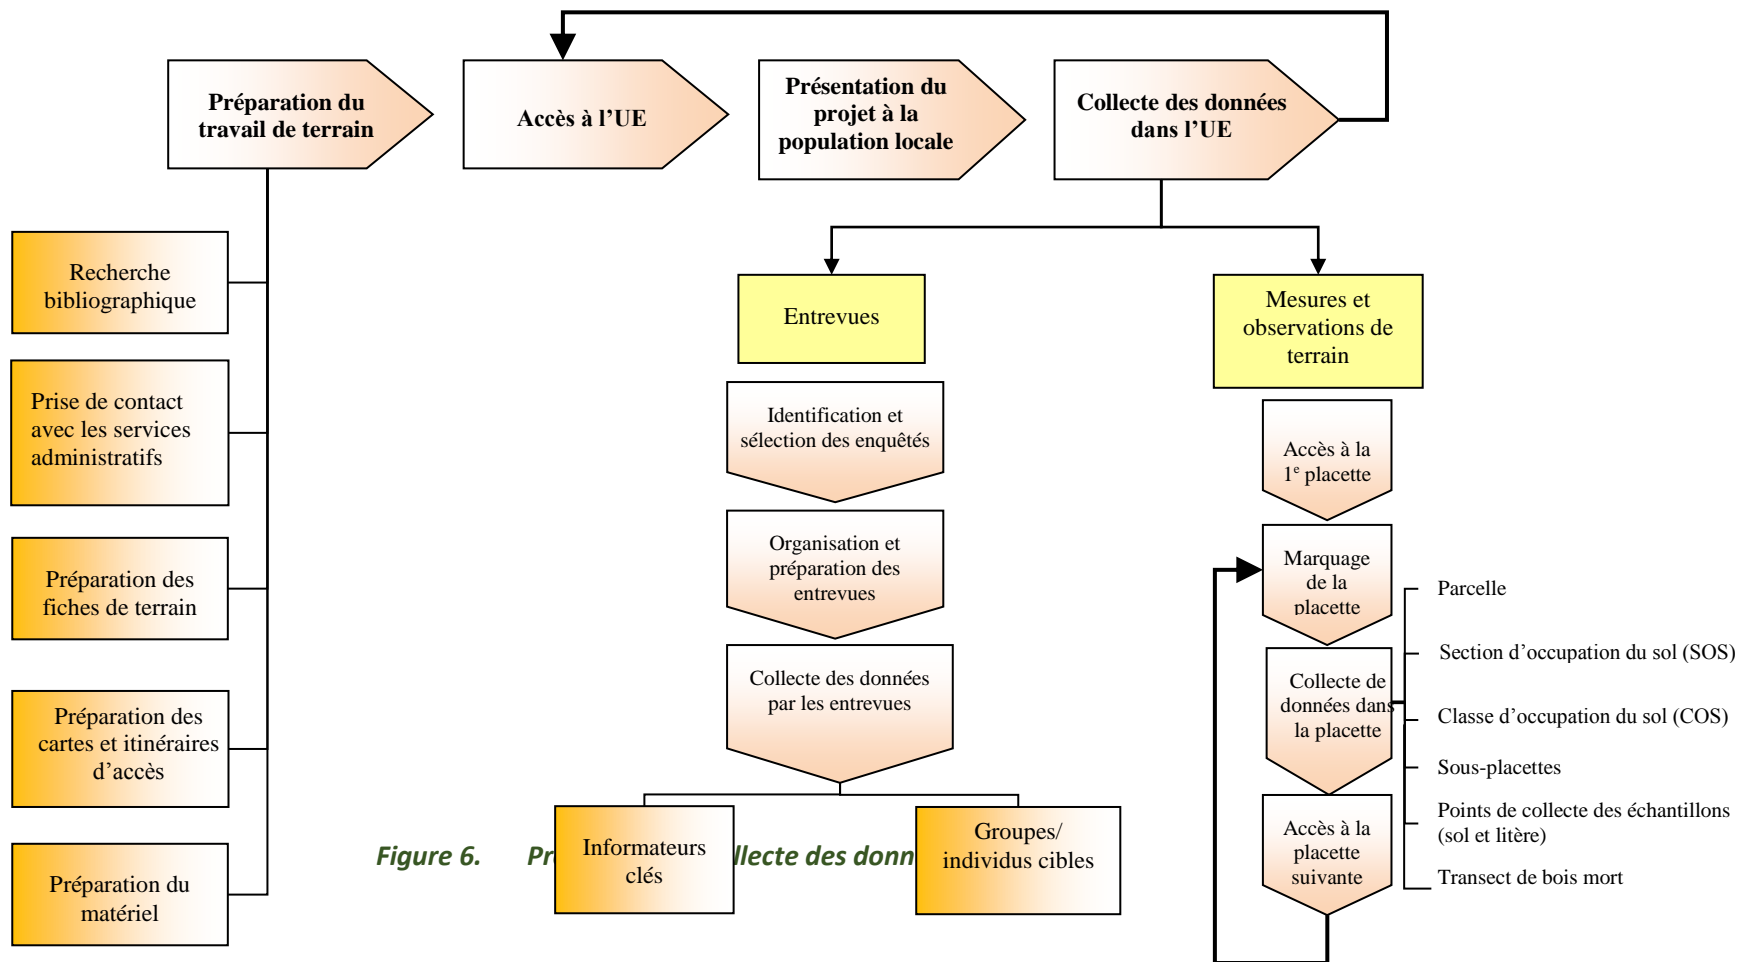 Préparation du
travail de terrain
Accès à l’UE
Présentation du
projet à la
population locale
Collecte des données
dans l’UE
Recherche
bibliographique
Prise de contact
avec les services
administratifs
Préparation des
fiches de terrain
Préparation des
cartes et itinéraires
d’accès
Préparation du
matériel
Entrevues
Identification et
sélection des enquêtés
Organisation et
préparation des
entrevues
Collecte des données
par les entrevues
Informateurs
clés
Groupes/
individus cibles
Mesures et
observations de
terrain
Accès à la
1e placette
Marquage
de la
placette
Collecte de
données dans
la placette
Accès à la
placette
suivante
Parcelle
Section d’occupation du sol (SOS)
Classe d’occupation du sol (COS)
Sous-placettes
Points de collecte des échantillons
(sol et litère)
Transect de bois mort
Figure 6. des